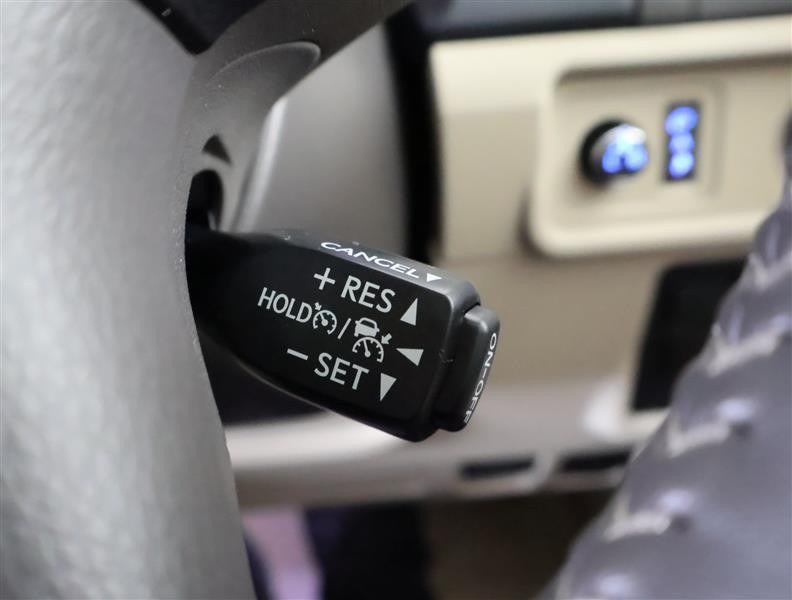 CANCEL▼
+ RES ▲
HOLD / ◀
− SET ▼
ON-OFF